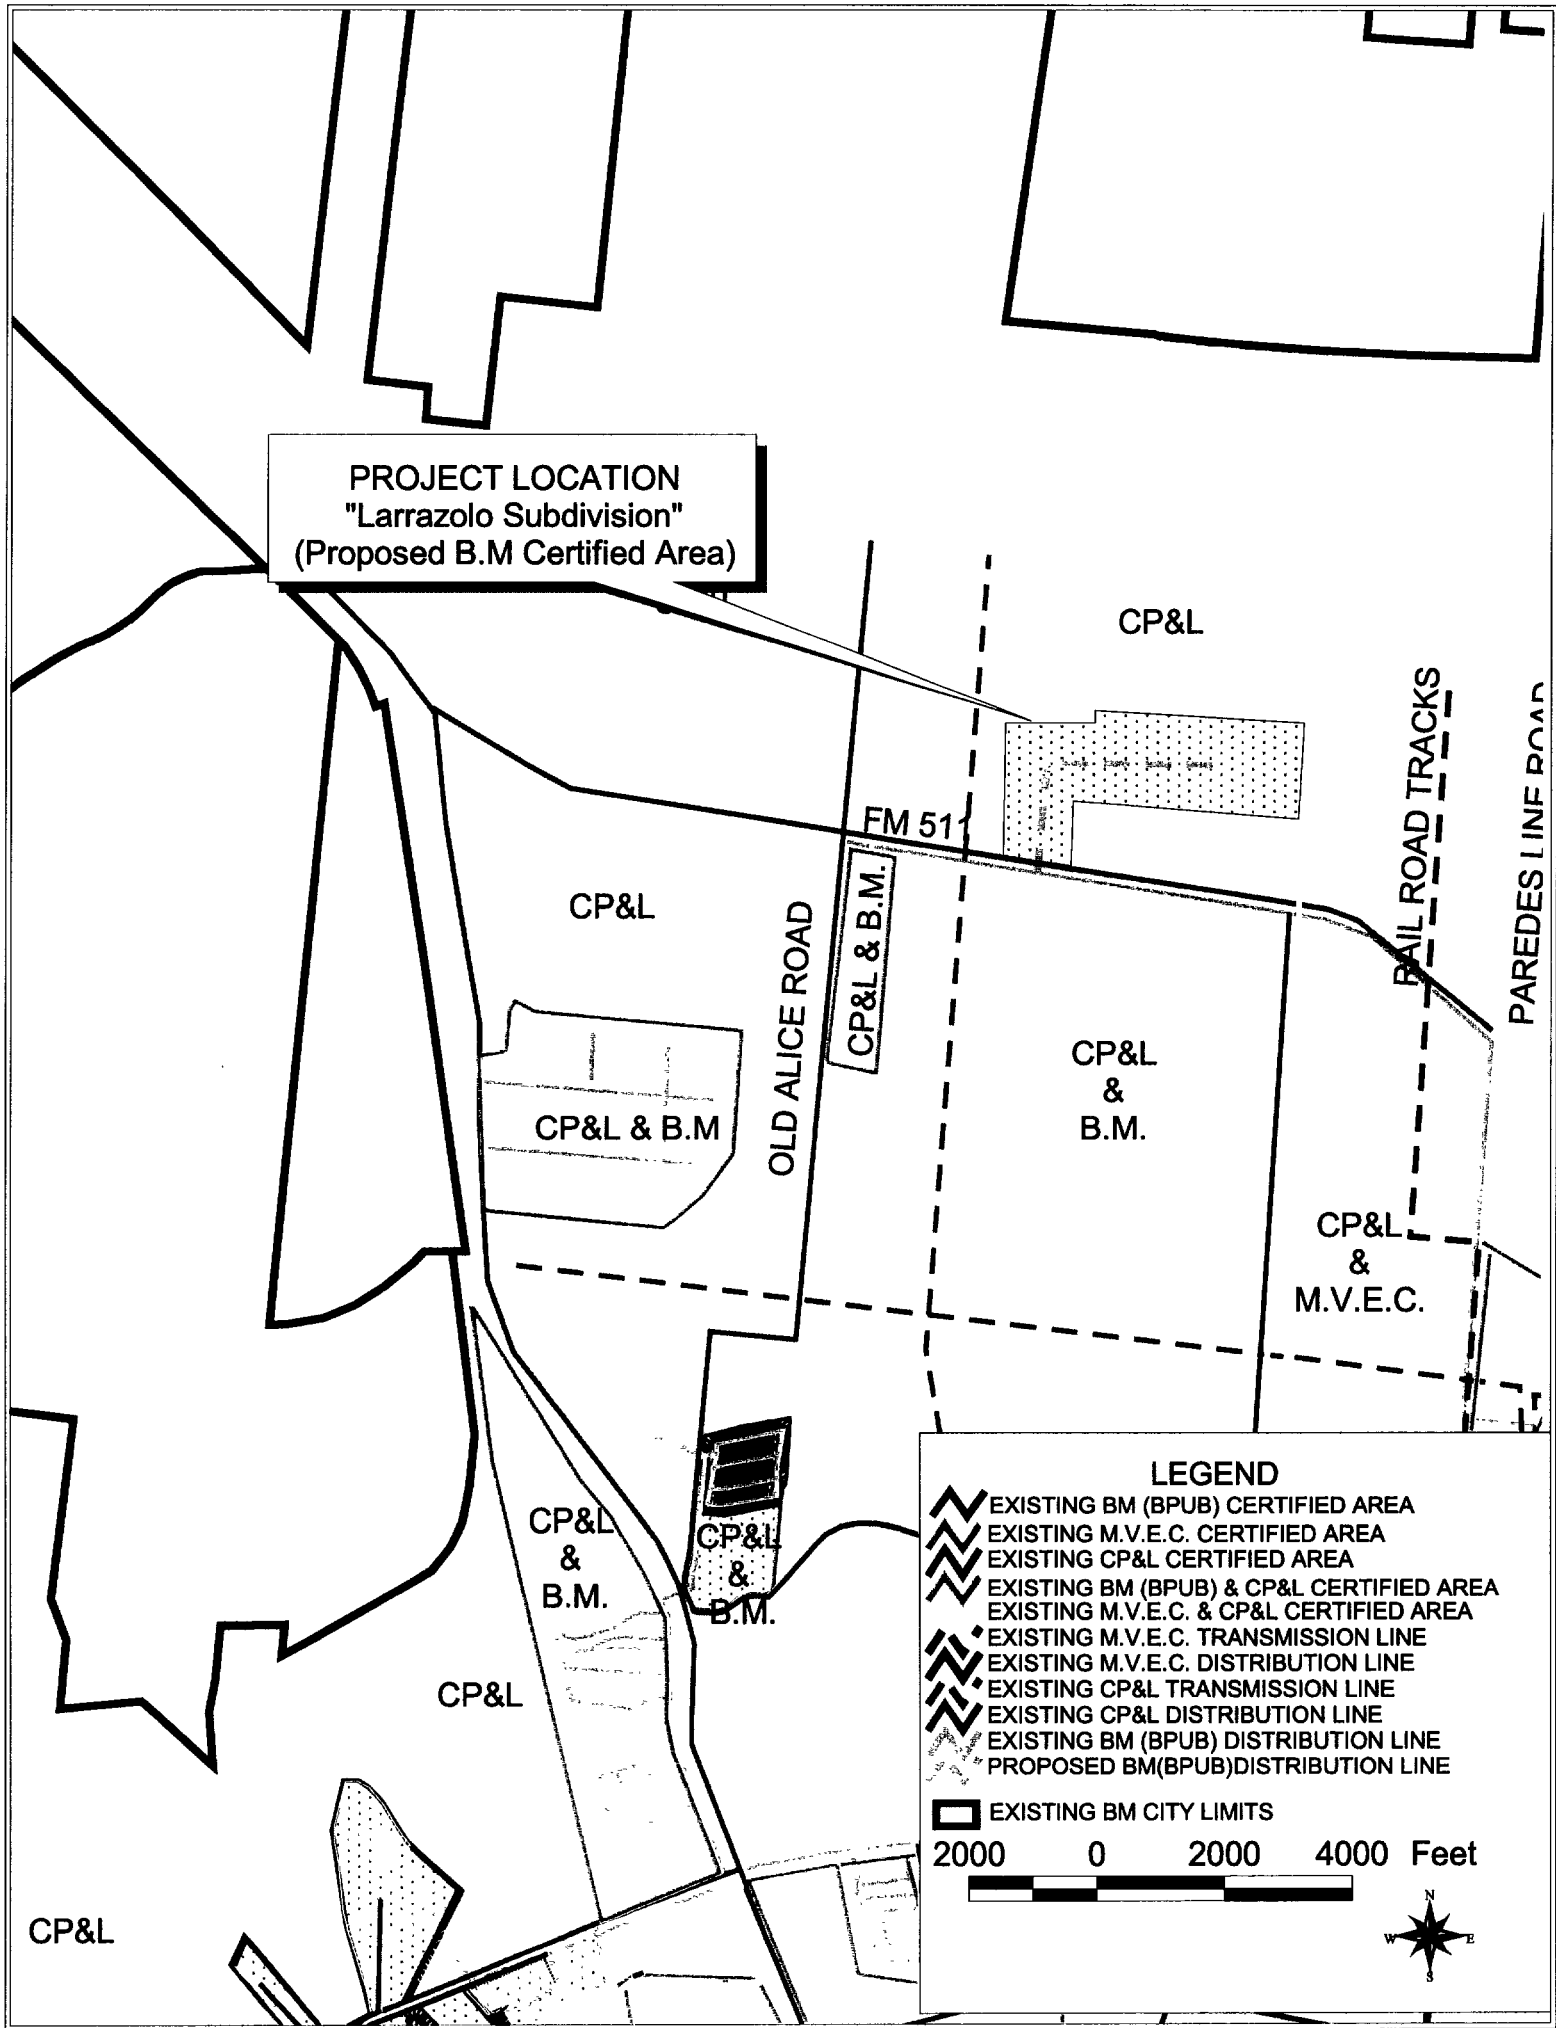 PROJECT LOCATION
"Larrazolo Subdivision"
(Proposed B.M Certified Area)
CP&L
RAIL ROAD TRACKS
PAREDES LINE ROAD
FM 511
CP&L
OLD ALICE ROAD
CP&L & B.M.
CP&L
&
B.M.
CP&L & B.M
CP&L
&
M.V.E.C.
CP&L
&
B.M.
CP&L
&
B.M.
CP&L
CP&L
LEGEND
EXISTING BM (BPUB) CERTIFIED AREA
EXISTING M.V.E.C. CERTIFIED AREA
EXISTING CP&L CERTIFIED AREA
EXISTING BM (BPUB) & CP&L CERTIFIED AREA
EXISTING M.V.E.C. & CP&L CERTIFIED AREA
EXISTING M.V.E.C. TRANSMISSION LINE
EXISTING M.V.E.C. DISTRIBUTION LINE
EXISTING CP&L TRANSMISSION LINE
EXISTING CP&L DISTRIBUTION LINE
EXISTING BM (BPUB) DISTRIBUTION LINE
PROPOSED BM(BPUB)DISTRIBUTION LINE
EXISTING BM CITY LIMITS
2000 0 2000 4000 Feet
N
W E
S